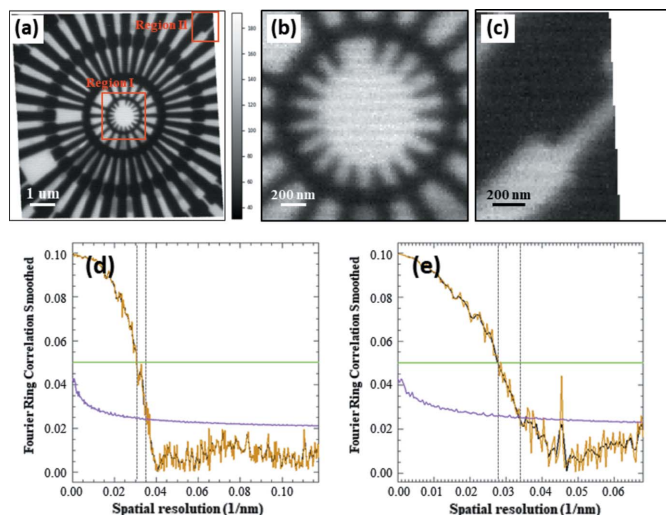 (a)
Region II
Region I
1 um
180
160
140
120
100
80
60
40
(b)
200 nm
(c)
200 nm
(d)
Fourier Ring Correlation Smoothed
0.10
0.08
0.06
0.04
0.02
0.00
0.00 0.02 0.04 0.06 0.08 0.10
Spatial resolution (1/nm)
(e)
Fourier Ring Correlation Smoothed
0.10
0.08
0.06
0.04
0.02
0.00
0.00 0.01 0.02 0.03 0.04 0.05 0.06
Spatial resolution (1/nm)